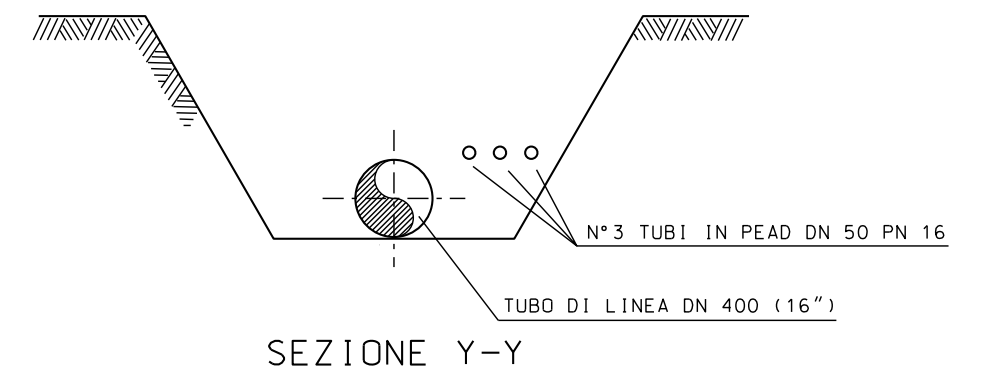 N°3 TUBI IN PEAD DN 50 PN 16
TUBO DI LINEA DN 400 (16")
SEZIONE Y-Y